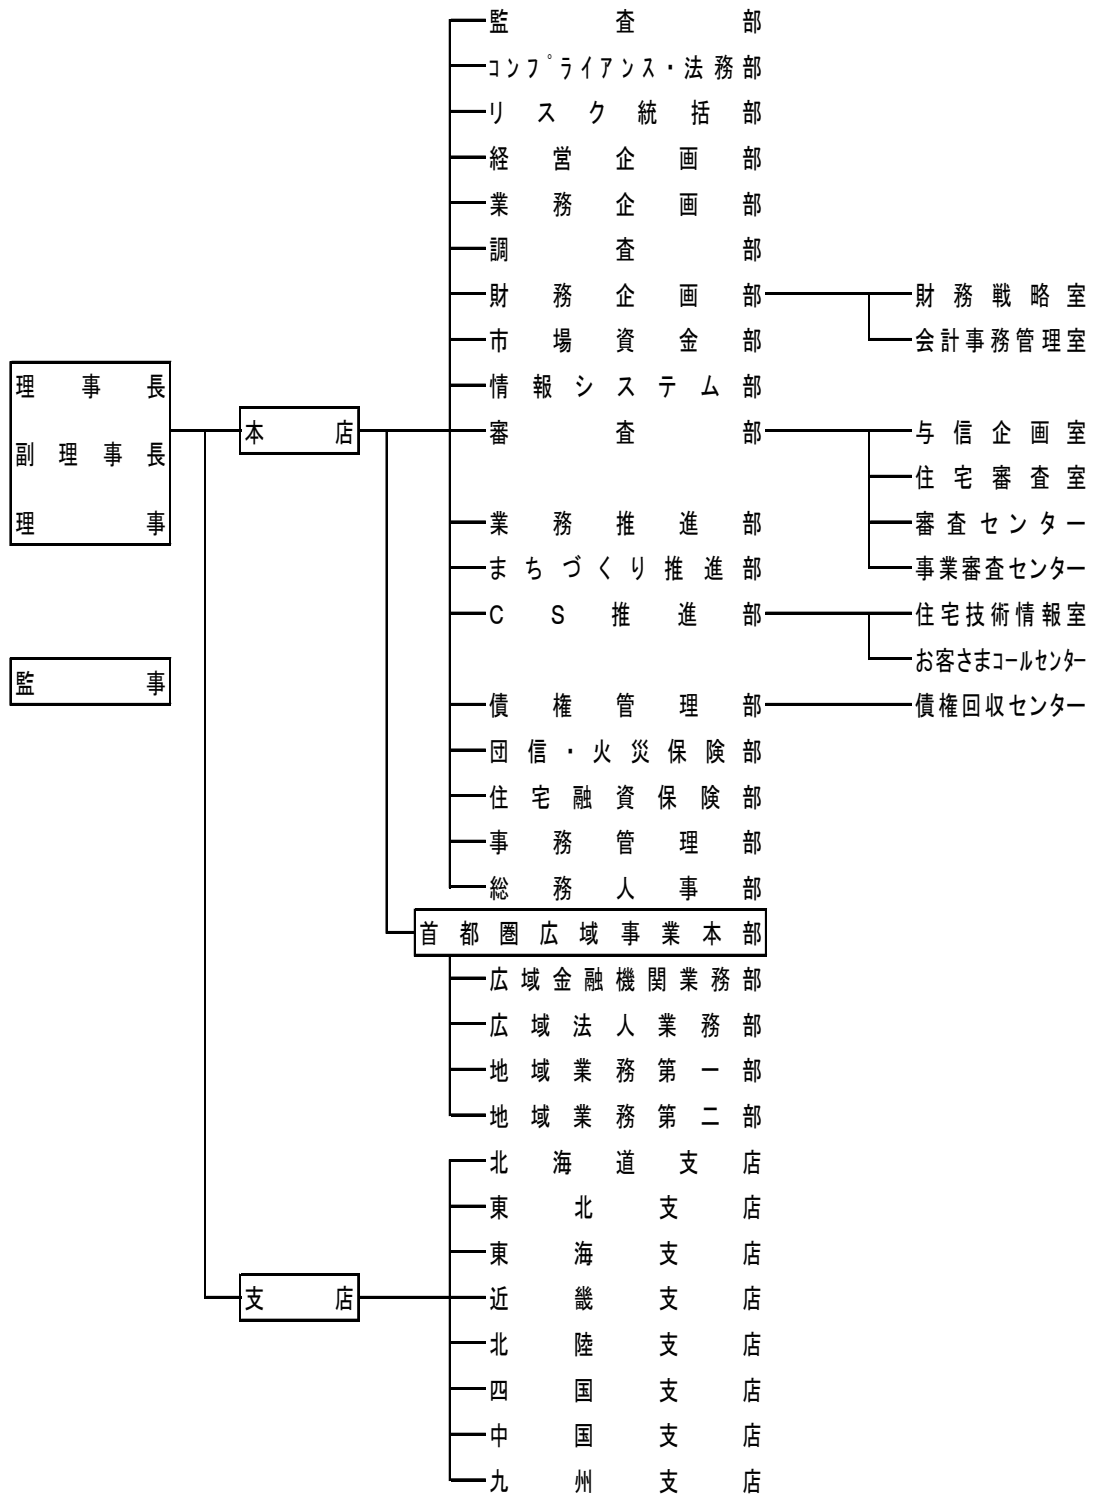 監査部
コンプライアンス・法務部
リスク統括部
経営企画部
業務企画部
調査部
財務企画部 財務戦略室
市場資金部 会計事務管理室
理事長 情報システム部
本店 審査部 与信企画室
副理事長
住宅審査室
理事 業務推進部 審査センター
まちづくり推進部 事業審査センター
CS推進部 住宅技術情報室
お客さまコールセンター
監事
債権管理部 債権回収センター
団信・火災保険部
住宅融資保険部
事務管理部
総務人事部
首都圏広域事業本部
広域金融機関業務部
広域法人業務部
地域業務第一部
地域業務第二部
北海道支店
東北支店
東海支店
支店 近畿支店
北陸支店
四国支店
中国支店
九州支店